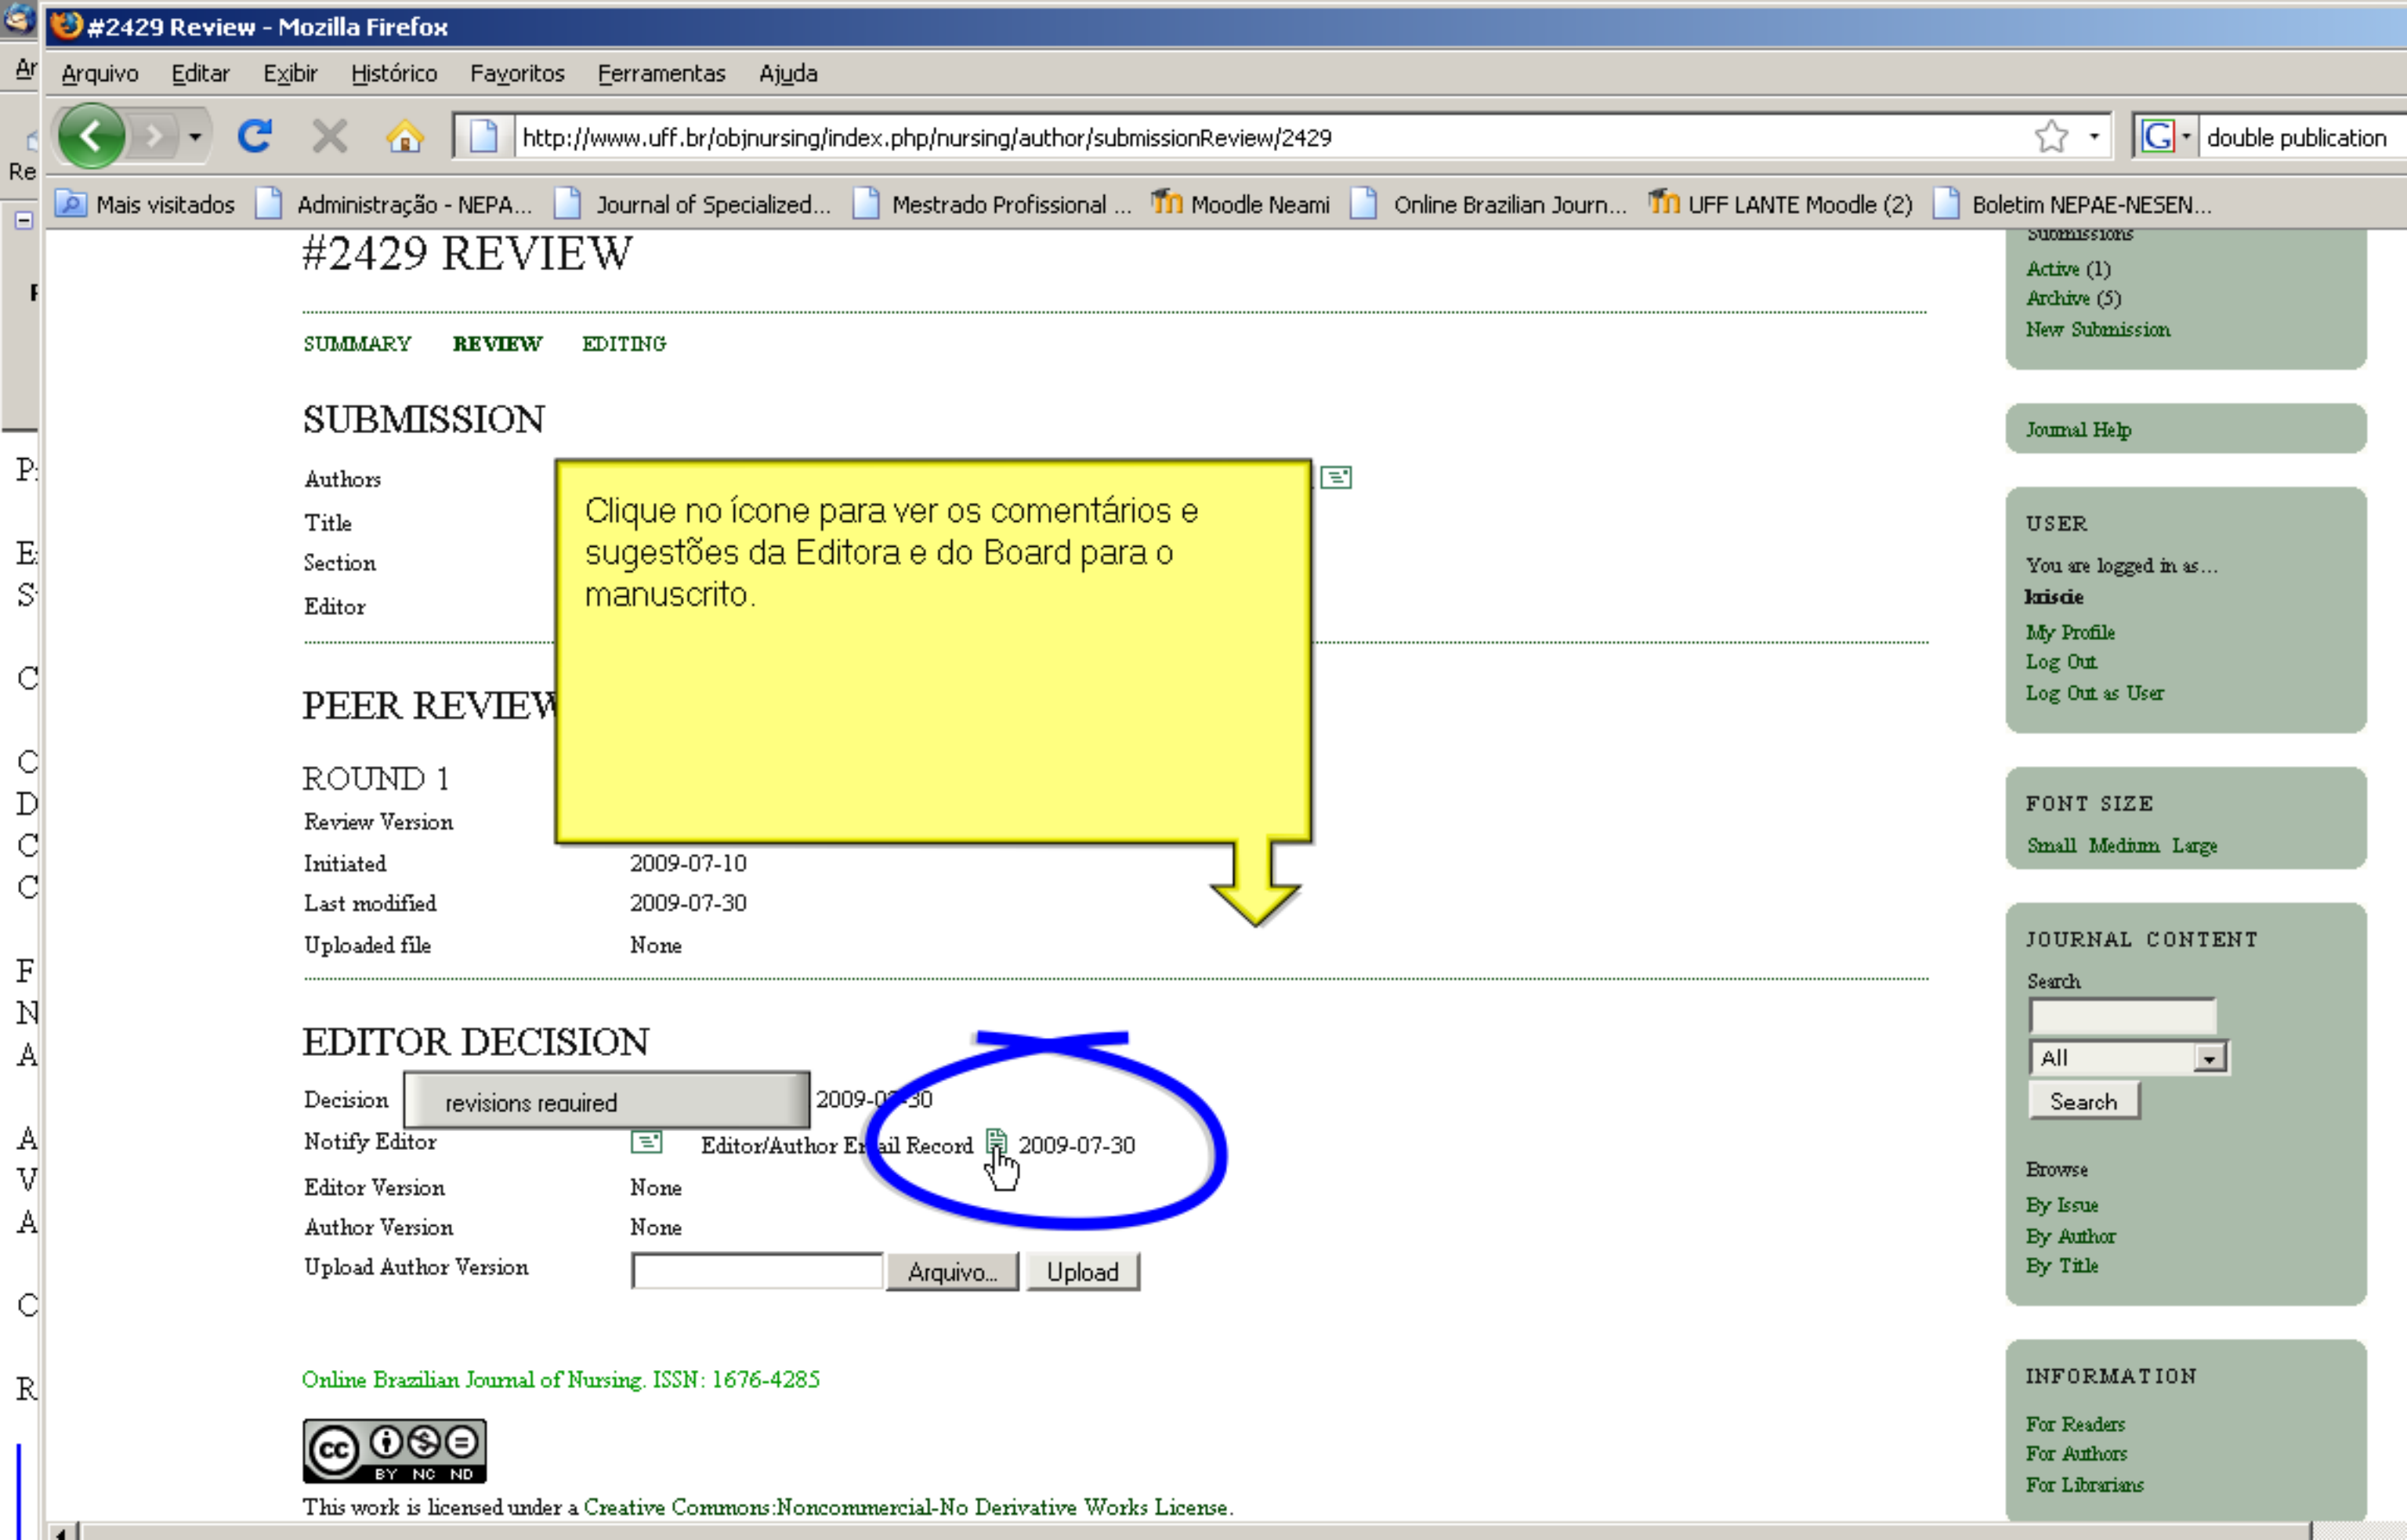 #2429 Review - Mozilla Firefox
Arquivo Editar Exibir Histórico Favoritos Ferramentas Ajuda
http://www.uff.br/objnursing/index.php/nursing/author/submissionReview/2429
double publication
Mais visitados Administração - NEPA... Journal of Specialized... Mestrado Profissional ... Moodle Neami Online Brazilian Journ... UFF LANTE Moodle (2) Boletim NEPAE-NESEN...
#2429 REVIEW
SUMMARY REVIEW EDITING
SUBMISSION
Authors
Title
Section
Editor
Clique no ícone para ver os comentários e
sugestões da Editora e do Board para o
manuscrito.
PEER REVIEW
ROUND 1
Review Version
Initiated 2009-07-10
Last modified 2009-07-30
Uploaded file None
EDITOR DECISION
Decision revisions required 2009-07-30
Notify Editor Editor/Author Email Record 2009-07-30
Editor Version None
Author Version None
Upload Author Version Arquivo... Upload
Online Brazilian Journal of Nursing. ISSN: 1676-4285
cc BY NC ND
This work is licensed under a Creative Commons:Noncommercial-No Derivative Works License.
Submissions
Active (1)
Archive (5)
New Submission
Journal Help
USER
You are logged in as...
kriscie
My Profile
Log Out
Log Out as User
FONT SIZE
Small Medium Large
JOURNAL CONTENT
Search
All
Search
Browse
By Issue
By Author
By Title
INFORMATION
For Readers
For Authors
For Librarians